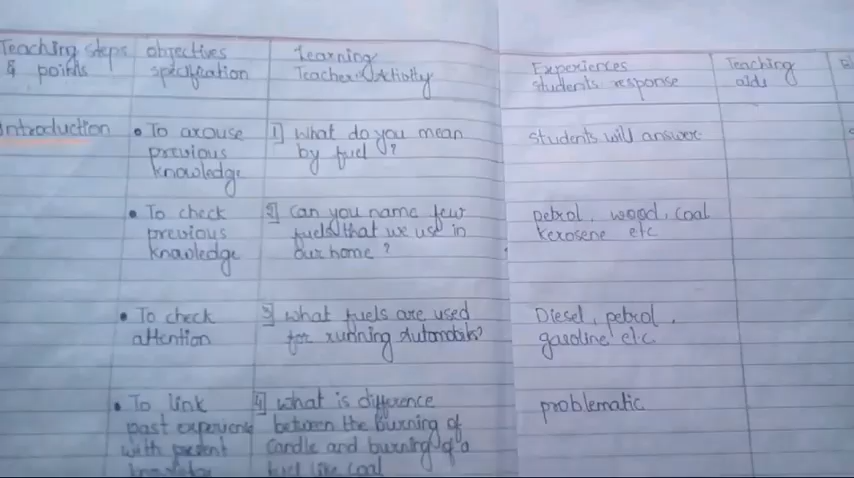 Teaching steps
& points
objectives
specification
Learning
Teacher's Activity
Experiences
students response
Teaching
aids
Introduction
• To arouse
previous
knowledge
1] What do you mean
by fuel?
students will answer.
• To check
previous
knowledge
2] Can you name few
fuels that we use in
our home?
petrol, wood, coal
kerosene etc
• To check
attention
3] What fuels are used
for running Automobils?
Diesel, petrol,
gasoline etc.
• To link
past experience
with present
knowledge
4] What is difference
between the burning of
candle and burning of a
fuel like coal
problematic